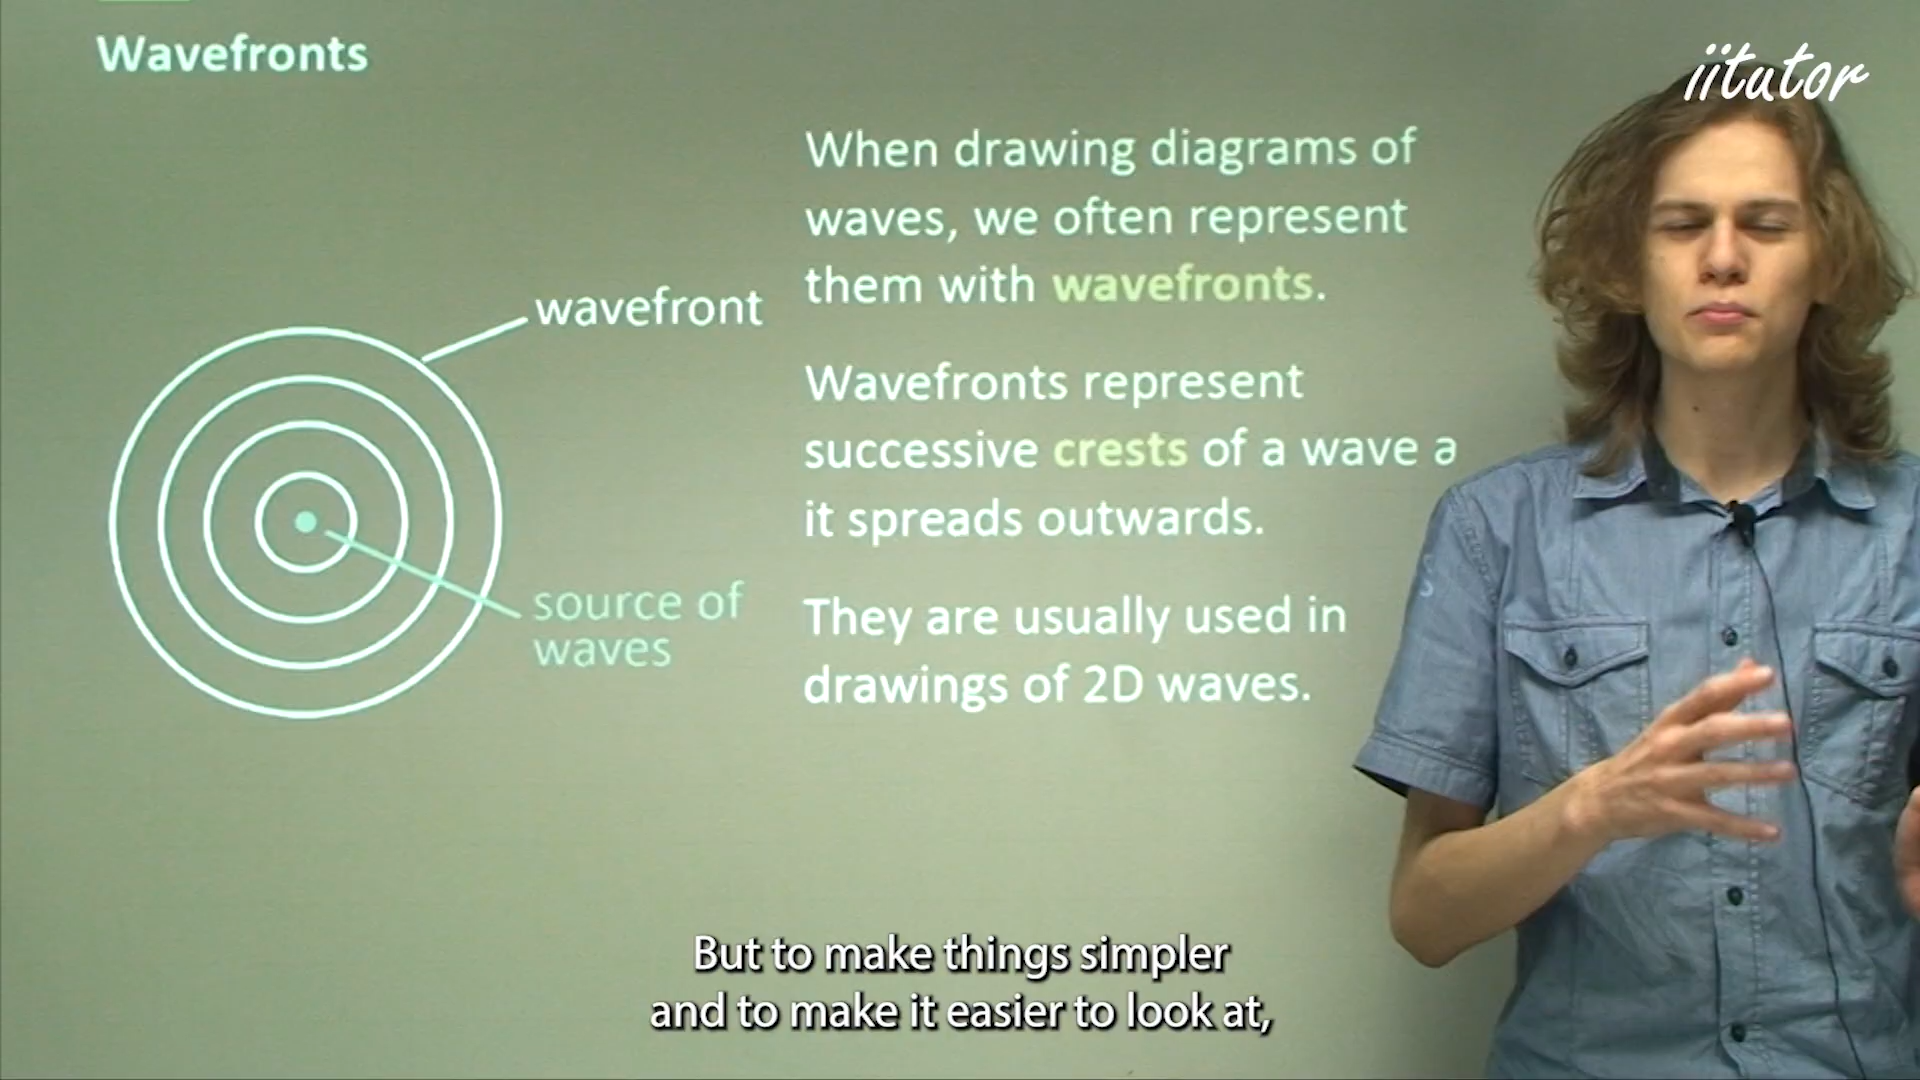 Wavefronts
iitutor
When drawing diagrams of
waves, we often represent
them with wavefronts.
wavefront
Wavefronts represent
successive crests of a wave a
it spreads outwards.
source of
waves
They are usually used in
drawings of 2D waves.
But to make things simpler
and to make it easier to look at,